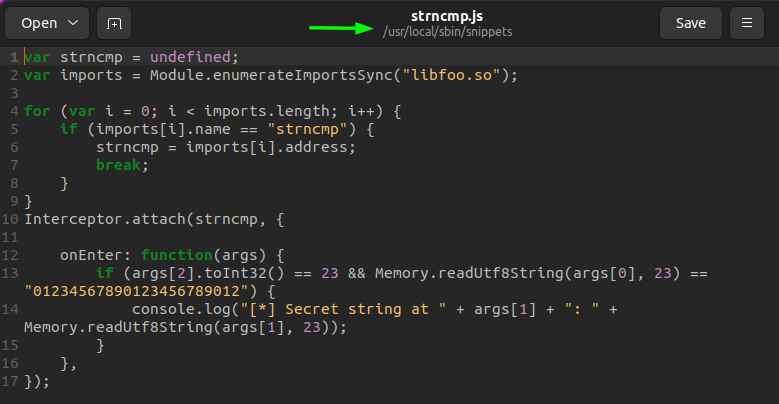 Open
strncmp.js
/usr/local/sbin/snippets
Save
1 var strncmp = undefined;
2 var imports = Module.enumerateImportsSync("libfoo.so");
3
4 for (var i = 0; i < imports.length; i++) {
5     if (imports[i].name == "strncmp") {
6         strncmp = imports[i].address;
7         break;
8     }
9 }
10 Interceptor.attach(strncmp, {
11
12     onEnter: function(args) {
13         if (args[2].toInt32() == 23 && Memory.readUtf8String(args[0], 23) ==
"01234567890123456789012") {
14             console.log("[*] Secret string at " + args[1] + ": " +
Memory.readUtf8String(args[1], 23));
15         }
16     },
17 });